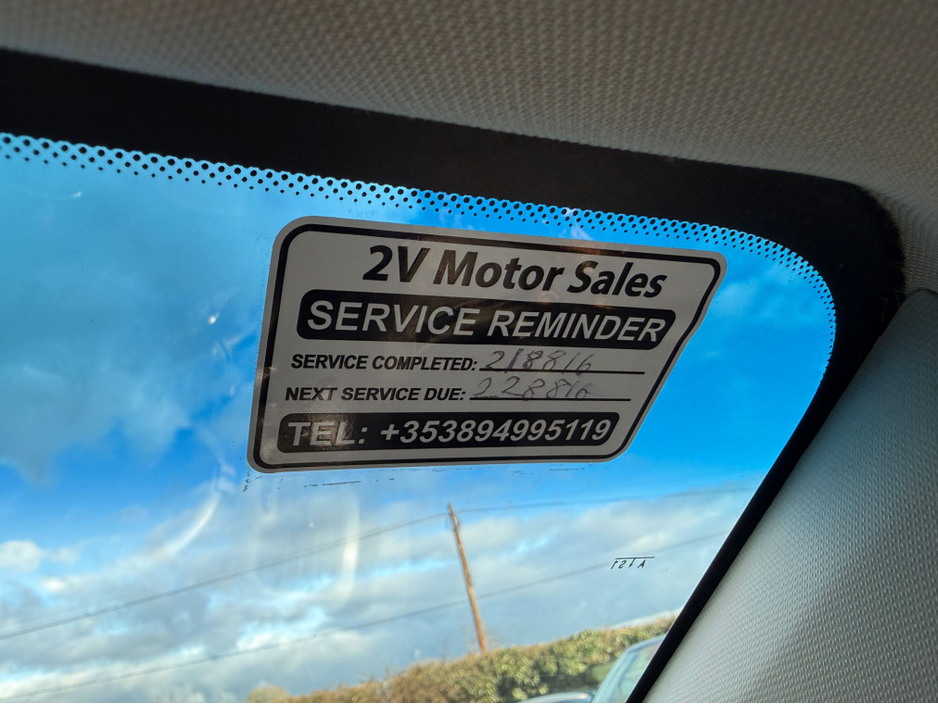 2V Motor Sales
SERVICE REMINDER
SERVICE COMPLETED: 218816
NEXT SERVICE DUE: 228816
TEL: +353894995119